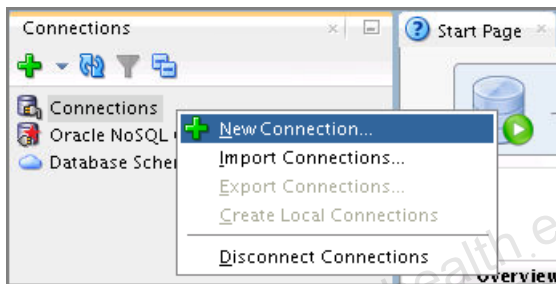 Connections
Start Page
Connections
Oracle NoSQL
Database Schem
New Connection...
Import Connections...
Export Connections...
Create Local Connections
Disconnect Connections
Overview